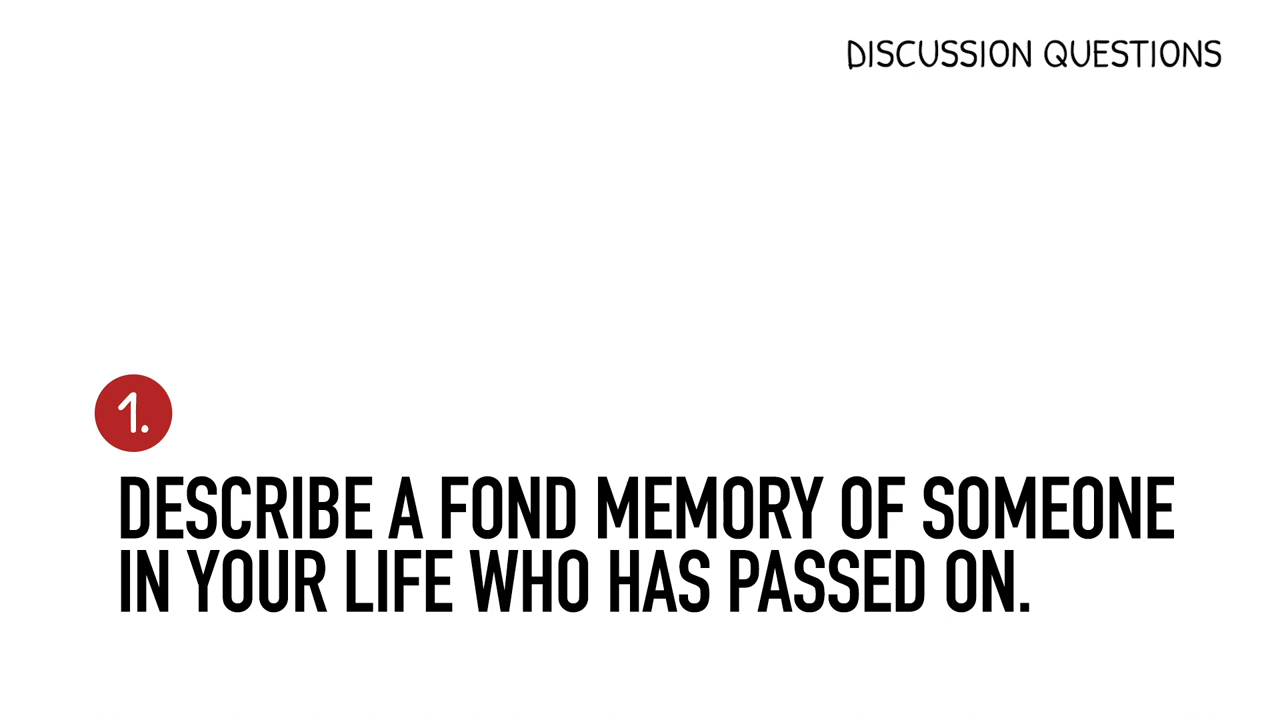 DISCUSSION QUESTIONS
1.
DESCRIBE A FOND MEMORY OF SOMEONE
IN YOUR LIFE WHO HAS PASSED ON.